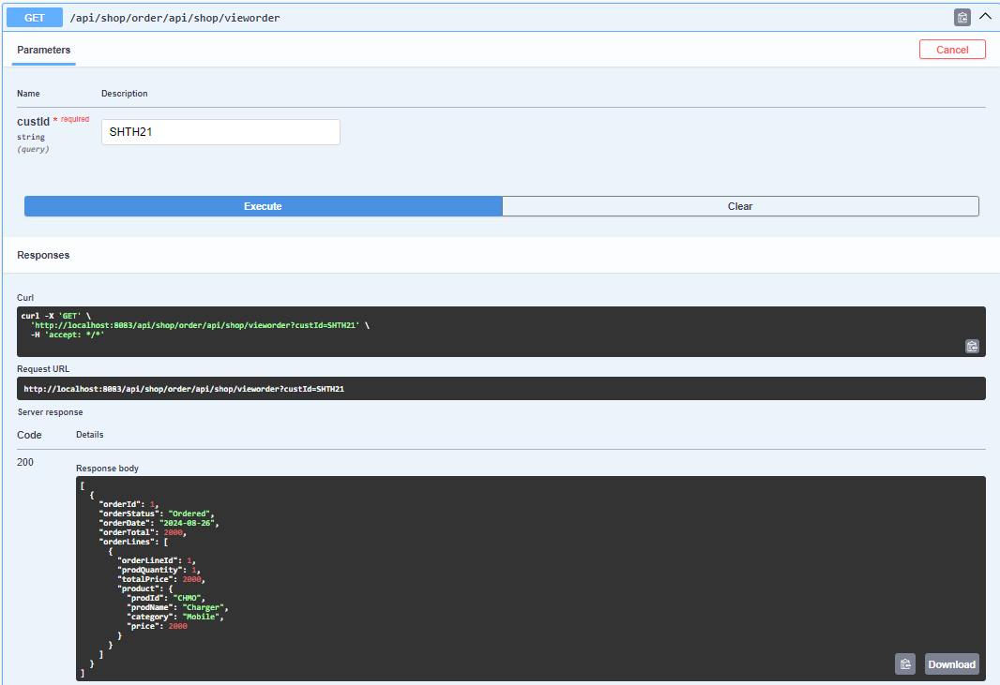 GET /api/shop/order/api/shop/vieworder
Parameters
Cancel
Name Description
custId * required
string
(query)
SHTH21
Execute Clear
Responses
Curl
curl -X 'GET' \
'http://localhost:8083/api/shop/order/api/shop/vieworder?custId=SHTH21' \
-H 'accept: */*'
Request URL
http://localhost:8083/api/shop/order/api/shop/vieworder?custId=SHTH21
Server response
Code Details
200
Response body
[
{
"orderId": 1,
"orderStatus": "Ordered",
"orderDate": "2024-08-26",
"orderTotal": 2000,
"orderLines": [
{
"orderLineId": 1,
"prodQuantity": 1,
"totalPrice": 2000,
"product": {
"prodId": "CHMO",
"prodName": "Charger",
"category": "Mobile",
"price": 2000
}
}
]
}
]
Download